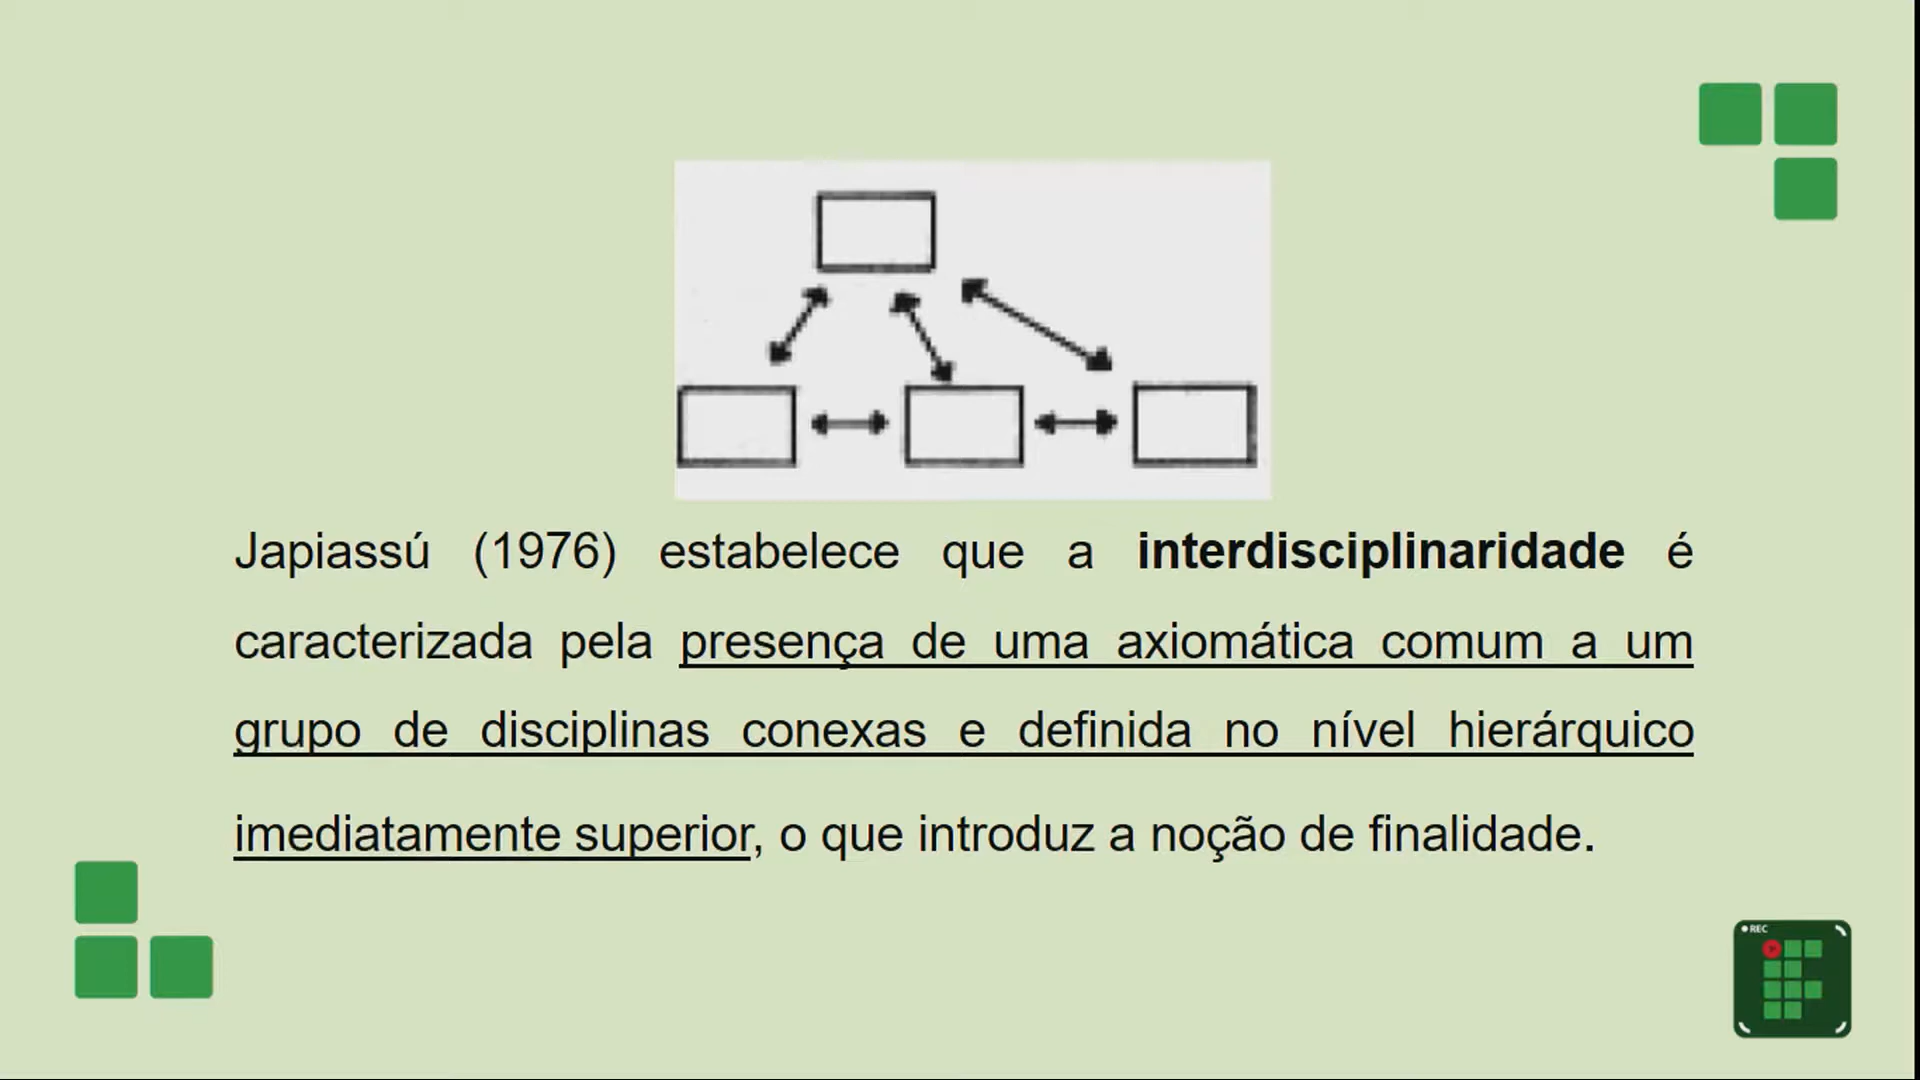 Japiassú (1976) estabelece que a interdisciplinaridade é
caracterizada pela presença de uma axiomática comum a um
grupo de disciplinas conexas e definida no nível hierárquico
imediatamente superior, o que introduz a noção de finalidade.
REC